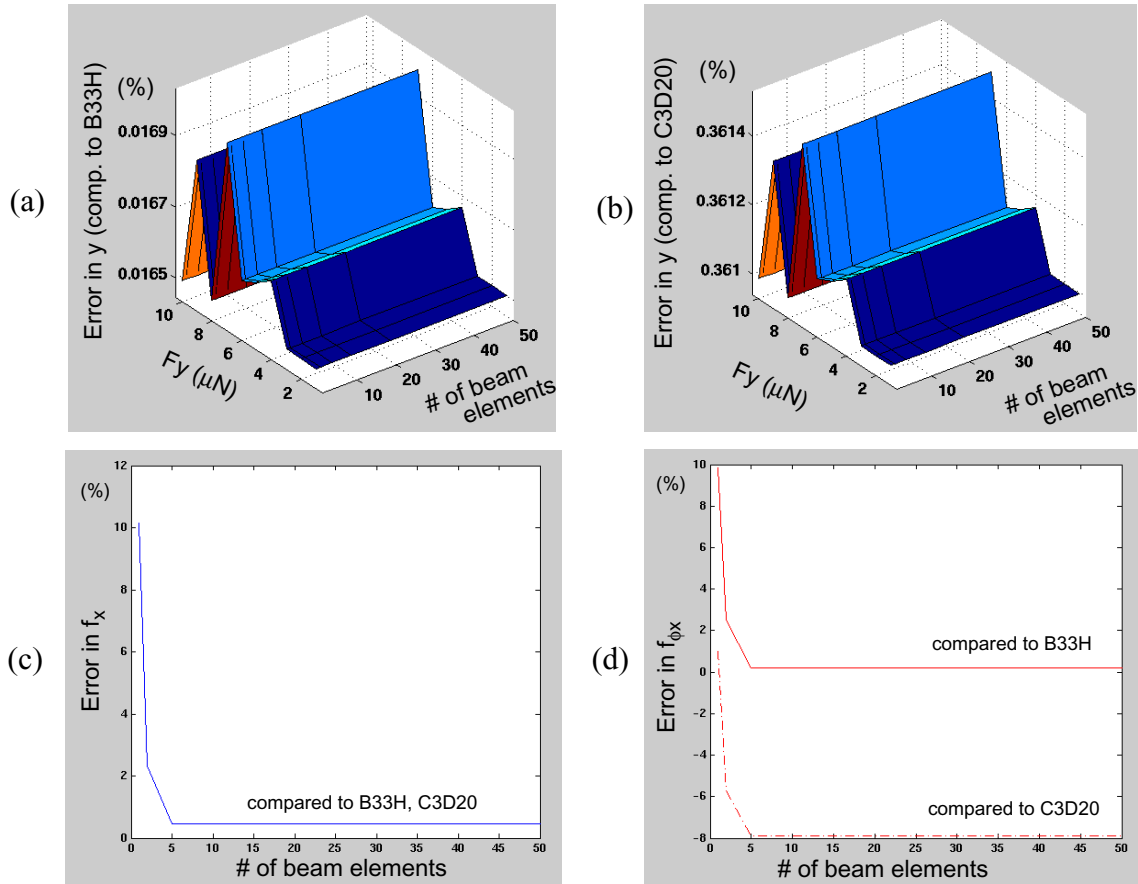 (a)
Error in y (comp. to B33H)
(%)
0.0169
0.0167
0.0165
10
8
6
4
2
Fy (μN)
10
20
30
40
50
# of beam
elements
(b)
Error in y (comp. to C3D20)
(%)
0.3614
0.3612
0.361
10
8
6
4
2
Fy (μN)
10
20
30
40
50
# of beam
elements
(c)
Error in fx
(%)
12
10
8
6
4
2
0
compared to B33H, C3D20
0 5 10 15 20 25 30 35 40 45 50
# of beam elements
(d)
Error in fϕx
(%)
10
8
6
4
2
0
-2
-4
-6
-8
compared to B33H
compared to C3D20
0 5 10 15 20 25 30 35 40 45 50
# of beam elements